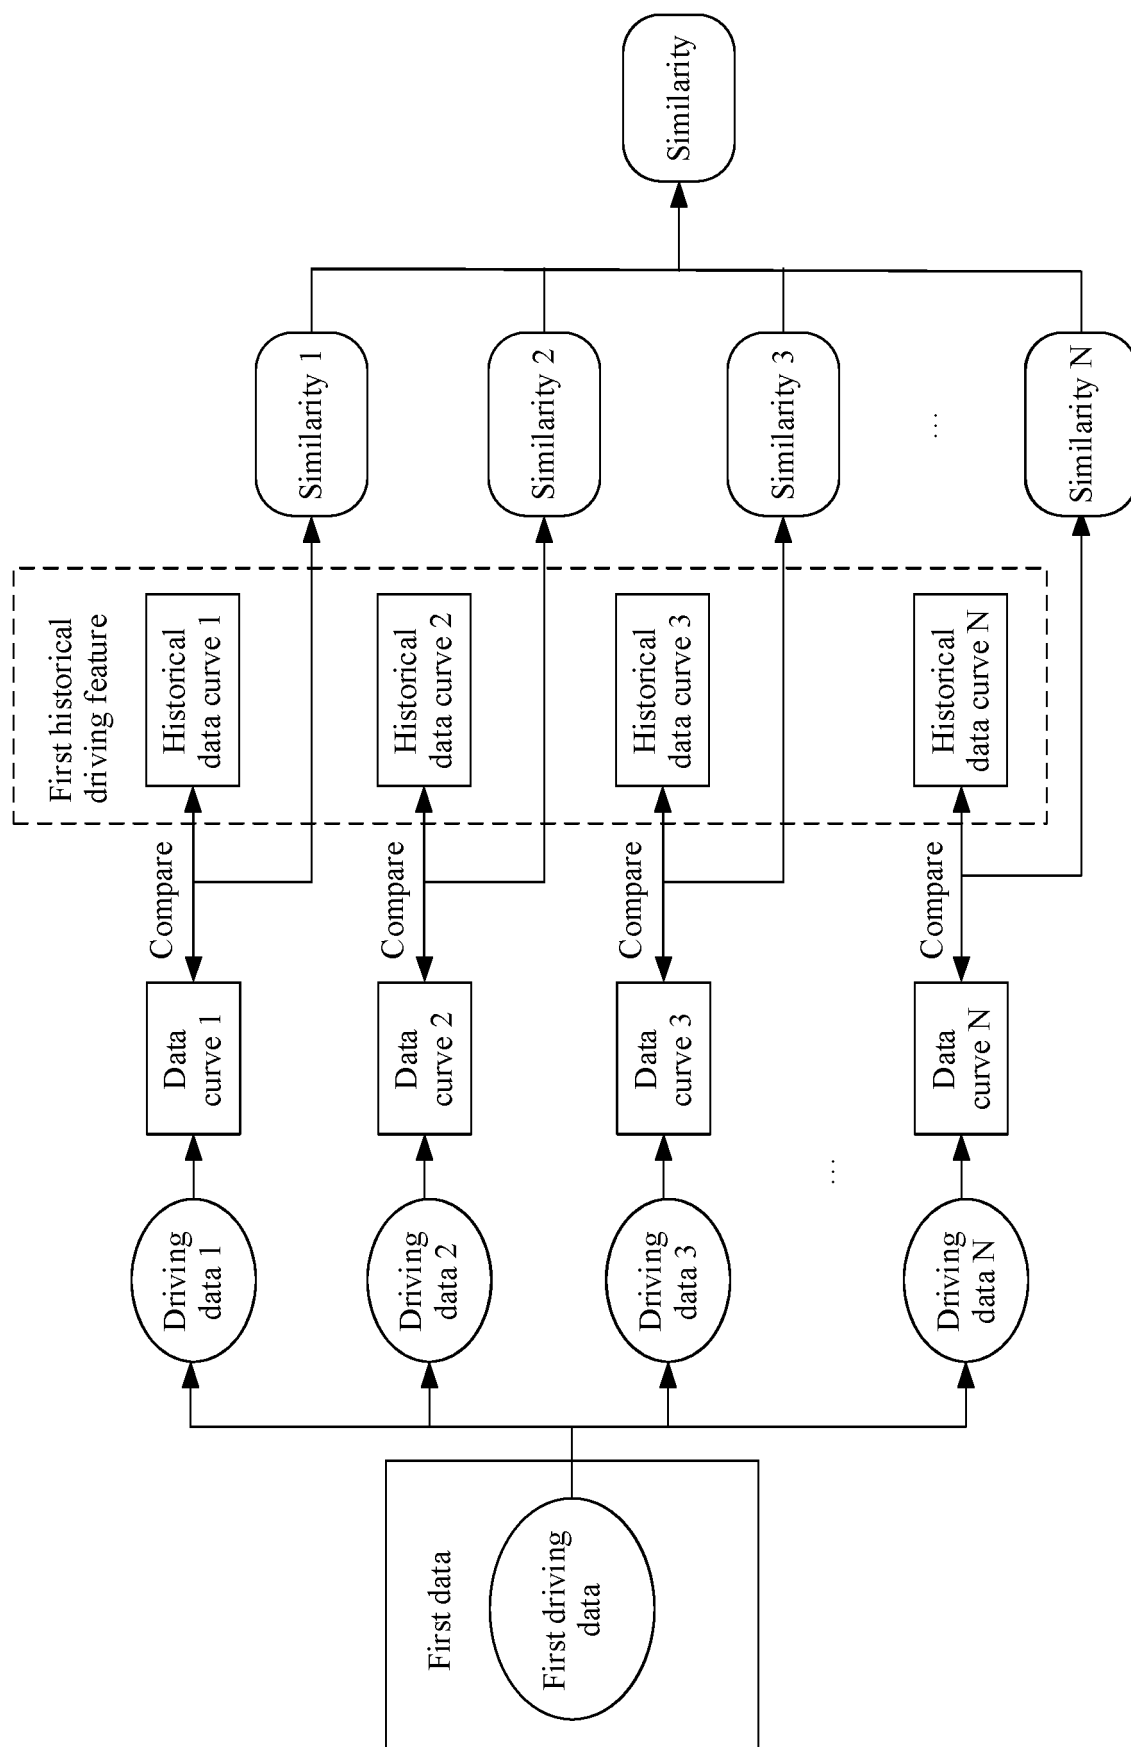 First data
First driving
data
Driving
data 1
Data
curve 1
Compare
First historical
driving feature
Historical
data curve 1
Similarity 1
Driving
data 2
Data
curve 2
Compare
Historical
data curve 2
Similarity 2
Driving
data 3
Data
curve 3
Compare
Historical
data curve 3
Similarity 3
...
...
Driving
data N
Data
curve N
Compare
Historical
data curve N
Similarity N
Similarity